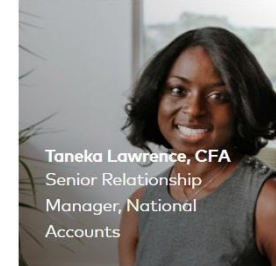 Taneka Lawrence, CFA
Senior Relationship
Manager, National
Accounts